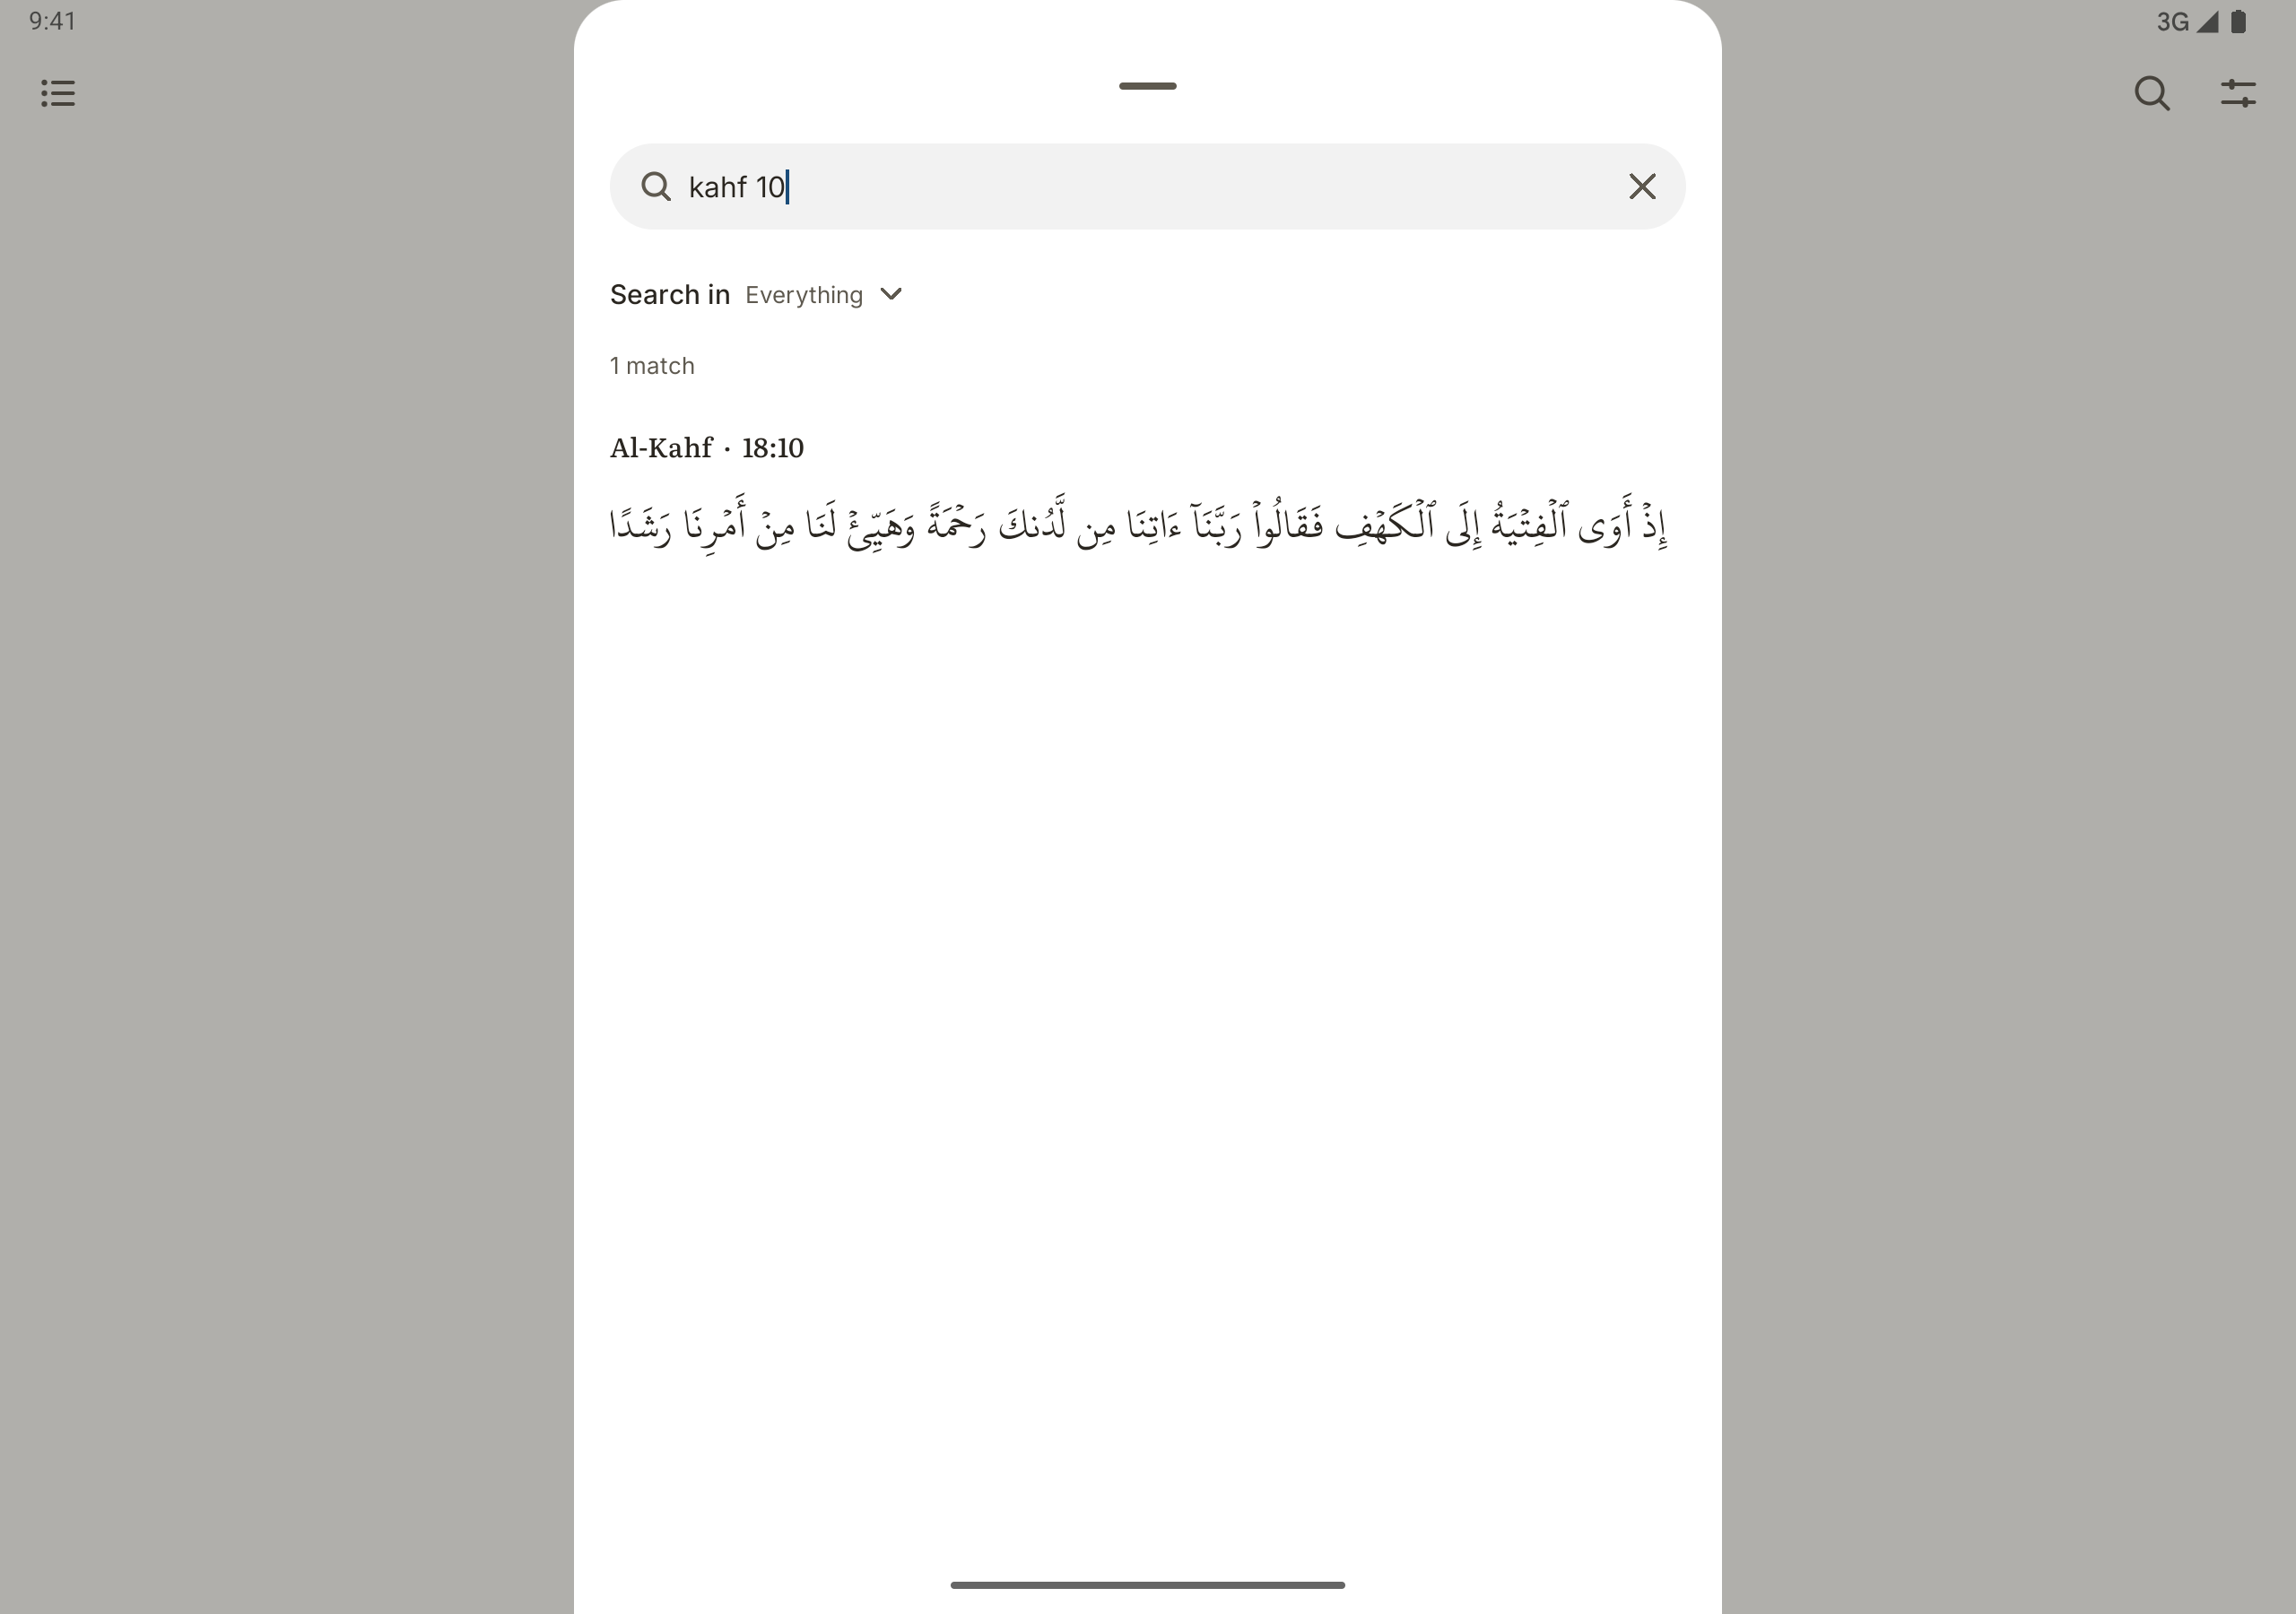 9:41
3G
kahf 10
Search in Everything
1 match
Al-Kahf · 18:10
إِذۡ أَوَى ٱلۡفِتۡيَةُ إِلَى ٱلۡكَهۡفِ فَقَالُواْ رَبَّنَآ ءَاتِنَا مِن لَّدُنكَ رَحۡمَةٗ وَهَيِّئۡ لَنَا مِنۡ أَمۡرِنَا رَشَدٗا